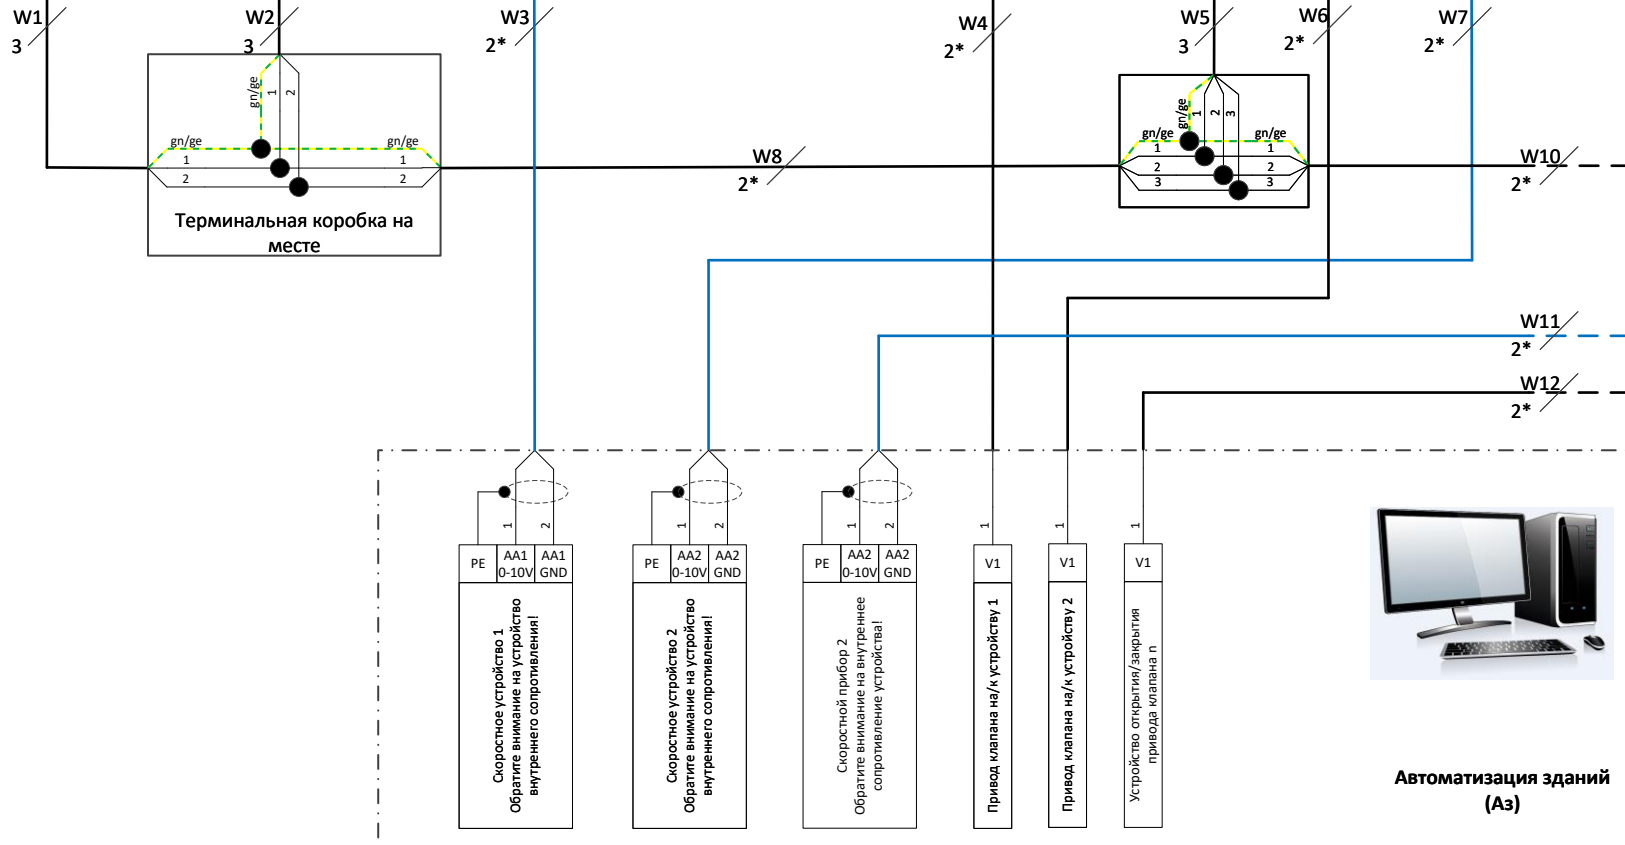 W1
3
W2
3
W3
2*
W4
2*
W5
3
W6
2*
W7
2*
gn/ge
1
2
gn/ge
gn/ge
1
1
2
2
Терминальная коробка на
месте
W8
2*
gn/ge
1
2
3
gn/ge
gn/ge
1
1
2
2
3
3
W10
2*
W11
2*
W12
2*
1
2
1
2
1
2
1
1
1
PE
AA1
0-10V
AA1
GND
PE
AA2
0-10V
AA2
GND
PE
AA2
0-10V
AA2
GND
V1
V1
V1
Скоростное устройство 1
Обратите внимание на устройство
внутреннего сопротивления!
Скоростное устройство 2
Обратите внимание на устройство
внутреннего сопротивления!
Скоростной прибор 2
Обратите внимание на внутреннее
сопротивление устройства!
Привод клапана на/к устройству 1
Привод клапана на/к устройству 2
Устройство открытия/закрытия
привода клапана n
Автоматизация зданий
(Аз)